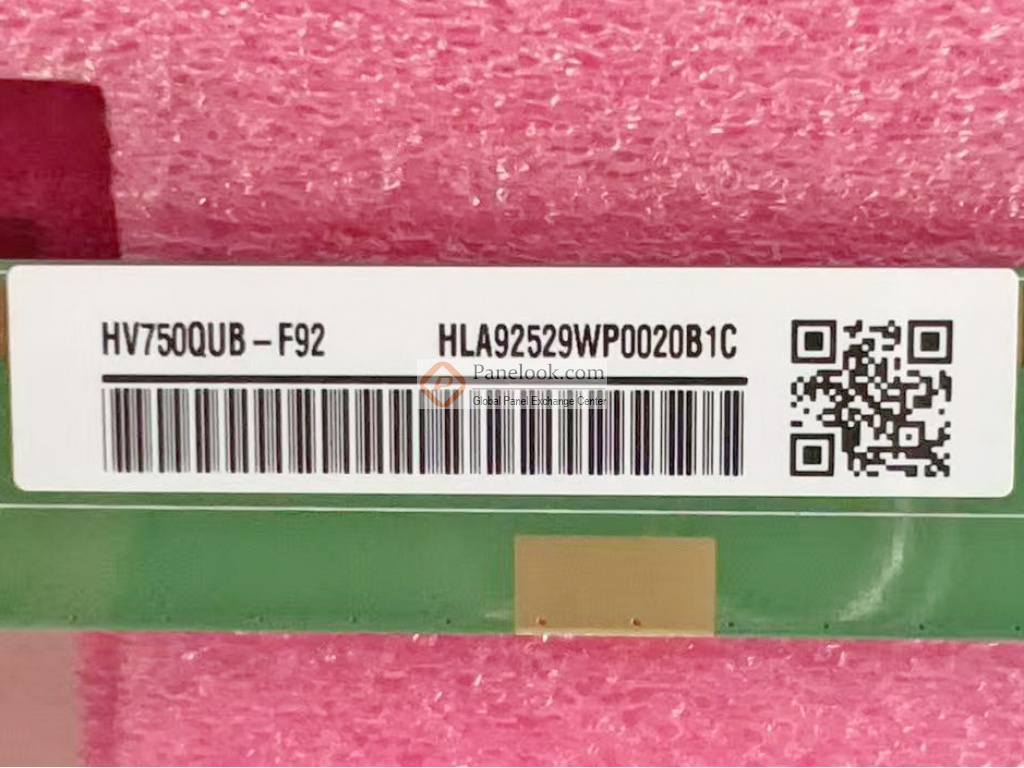 HV750QUB-F92 HLA92529WP0020B1C
Panelook.com
Global Panel Exchange Center